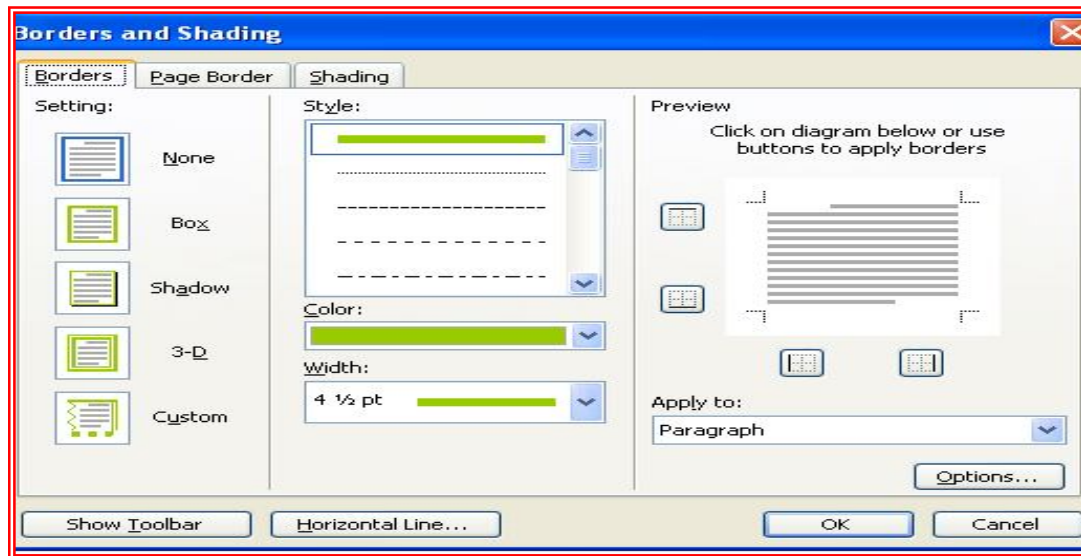 Borders and Shading
Borders
Page Border
Shading
Setting:
None
Box
Shadow
3-D
Custom
Style:
Color:
Width:
4 ½ pt
Preview
Click on diagram below or use
buttons to apply borders
Apply to:
Paragraph
Options...
Show Toolbar
Horizontal Line...
OK
Cancel